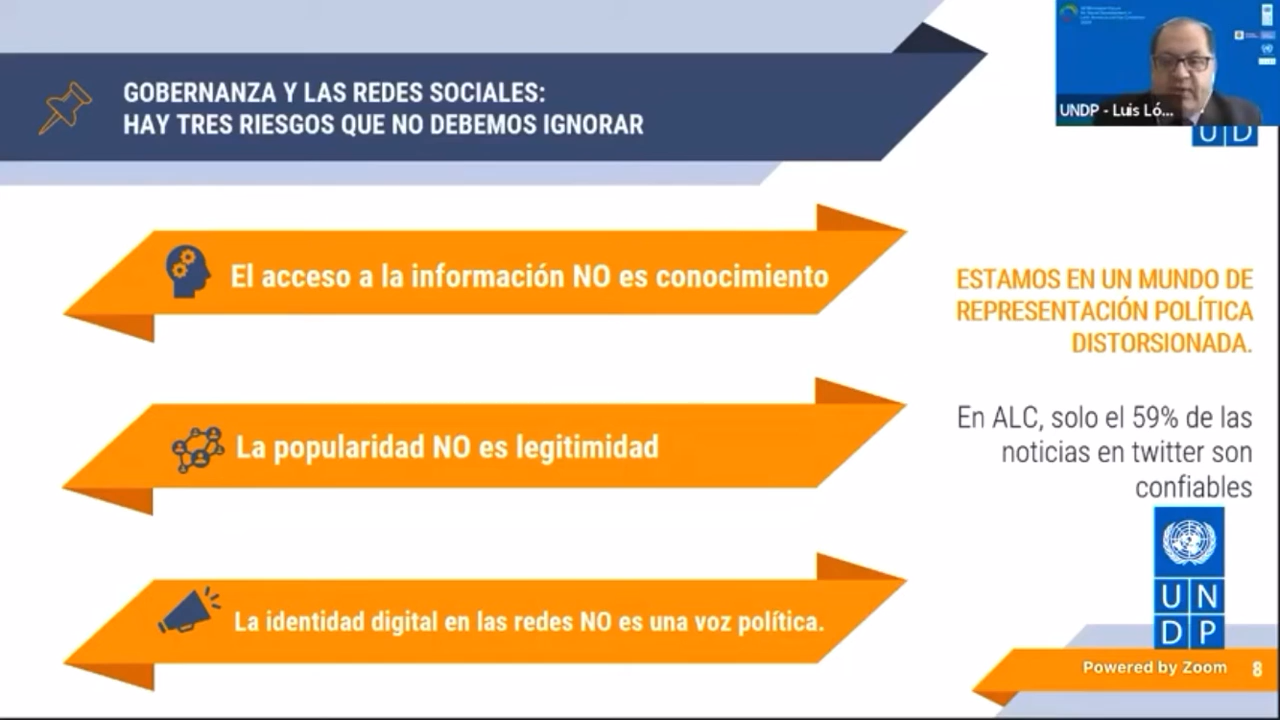 GOBERNANZA Y LAS REDES SOCIALES:
HAY TRES RIESGOS QUE NO DEBEMOS IGNORAR
UNDP - Luis Ló...
U D
El acceso a la información NO es conocimiento
La popularidad NO es legitimidad
La identidad digital en las redes NO es una voz política.
ESTAMOS EN UN MUNDO DE
REPRESENTACIÓN POLÍTICA
DISTORSIONADA.
En ALC, solo el 59% de las
noticias en twitter son
confiables
U N
D P
Powered by Zoom 8